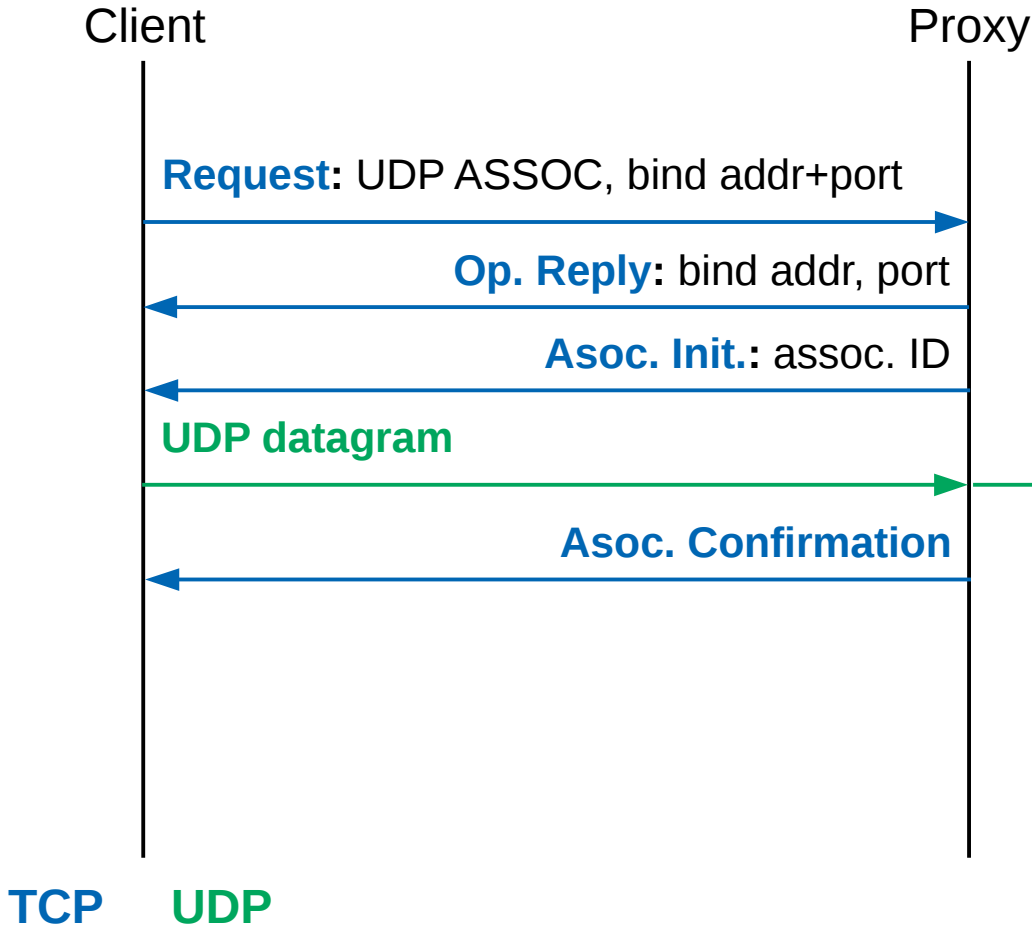 Client Proxy
Request: UDP ASSOC, bind addr+port
Op. Reply: bind addr, port
Asoc. Init.: assoc. ID
UDP datagram
Asoc. Confirmation
TCP UDP